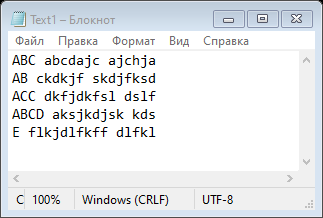 Text1 – Блокнот
Файл Правка Формат Вид Справка
ABC abcdajc ajchja
AB ckdkjf skdjfksd
ACC dkfjdkfsl dslf
ABCD aksjkdjsk kds
E flkjdlfkff dlfkl
С 100% Windows (CRLF) UTF-8